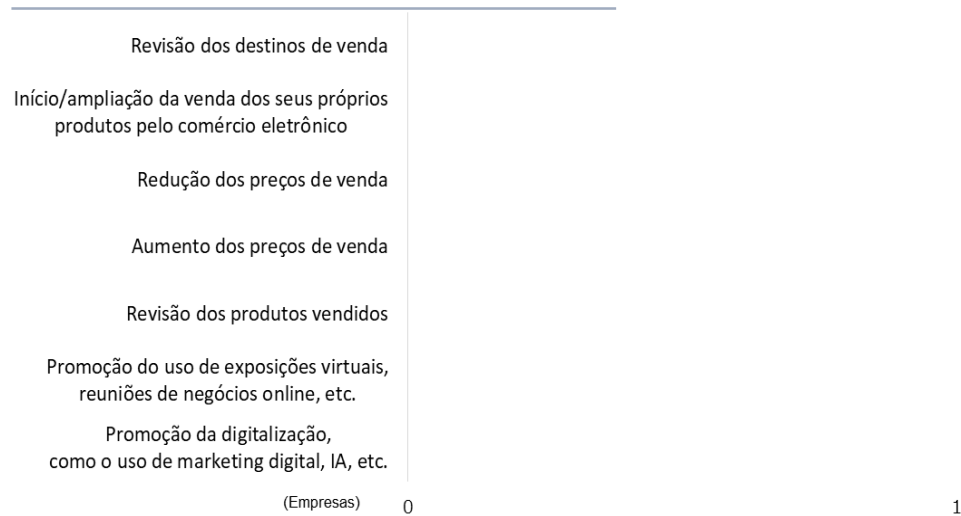 Revisão dos destinos de venda
Início/ampliação da venda dos seus próprios
produtos pelo comércio eletrônico
Redução dos preços de venda
Aumento dos preços de venda
Revisão dos produtos vendidos
Promoção do uso de exposições virtuais,
reuniões de negócios online, etc.
Promoção da digitalização,
como o uso de marketing digital, IA, etc.
(Empresas) 0 1